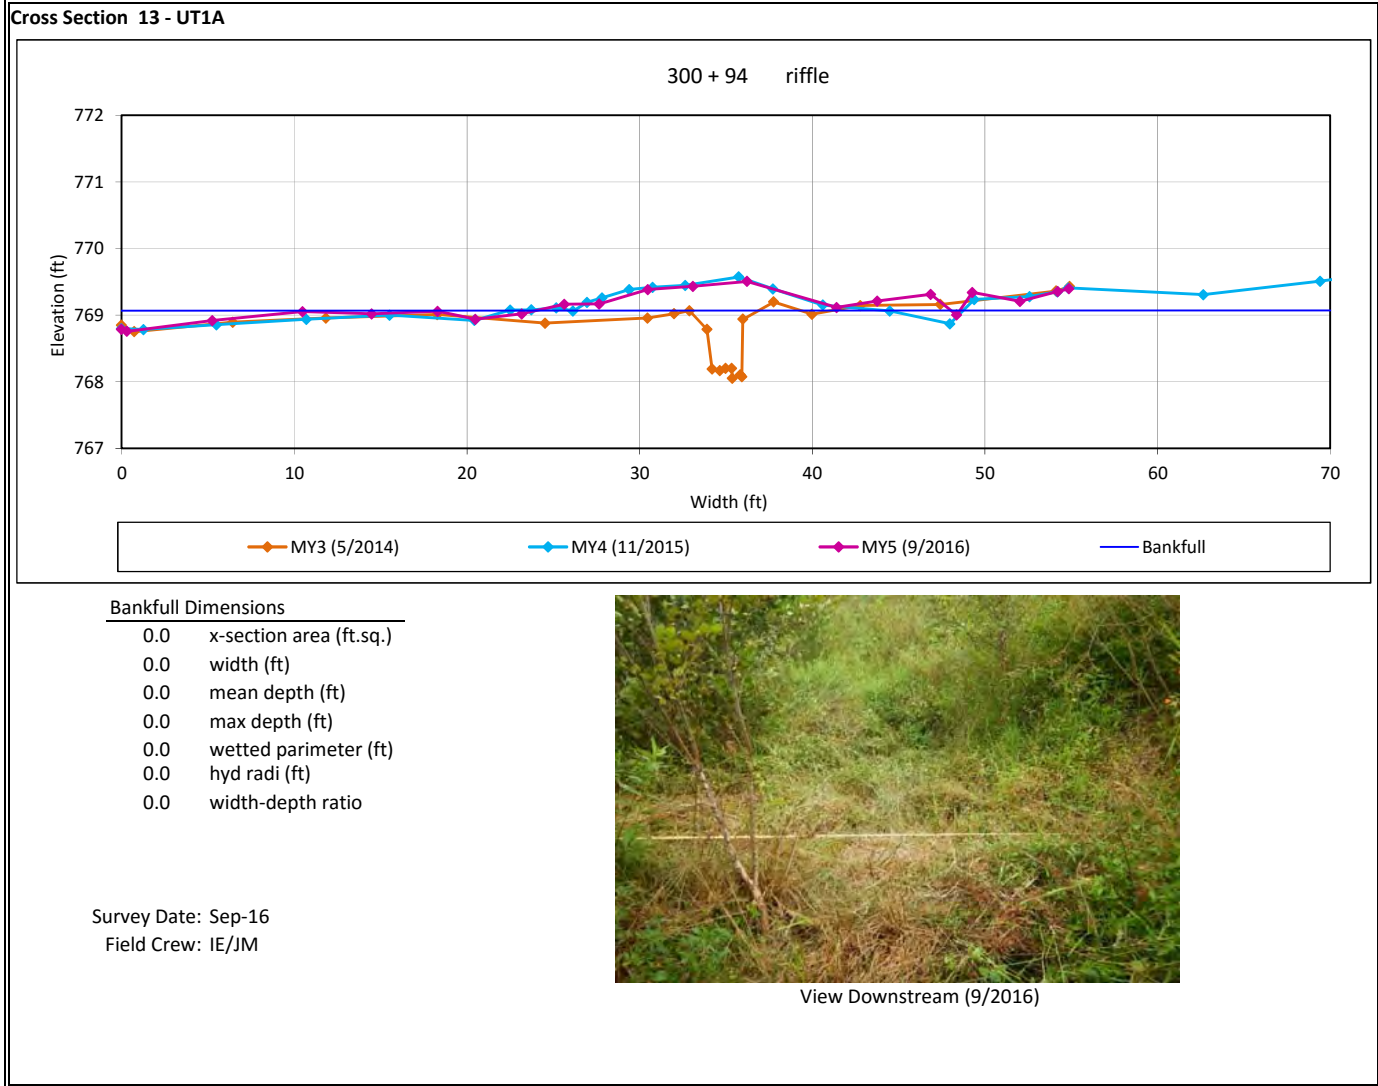 Cross Section 13 - UT1A
300 + 94 riffle
772
771
770
769
768
767
Elevation (ft)
0 10 20 30 40 50 60 70
Width (ft)
MY3 (5/2014) MY4 (11/2015) MY5 (9/2016) Bankfull
Bankfull Dimensions
0.0 x-section area (ft.sq.)
0.0 width (ft)
0.0 mean depth (ft)
0.0 max depth (ft)
0.0 wetted parimeter (ft)
0.0 hyd radi (ft)
0.0 width-depth ratio
Survey Date: Sep-16
Field Crew: IE/JM
View Downstream (9/2016)